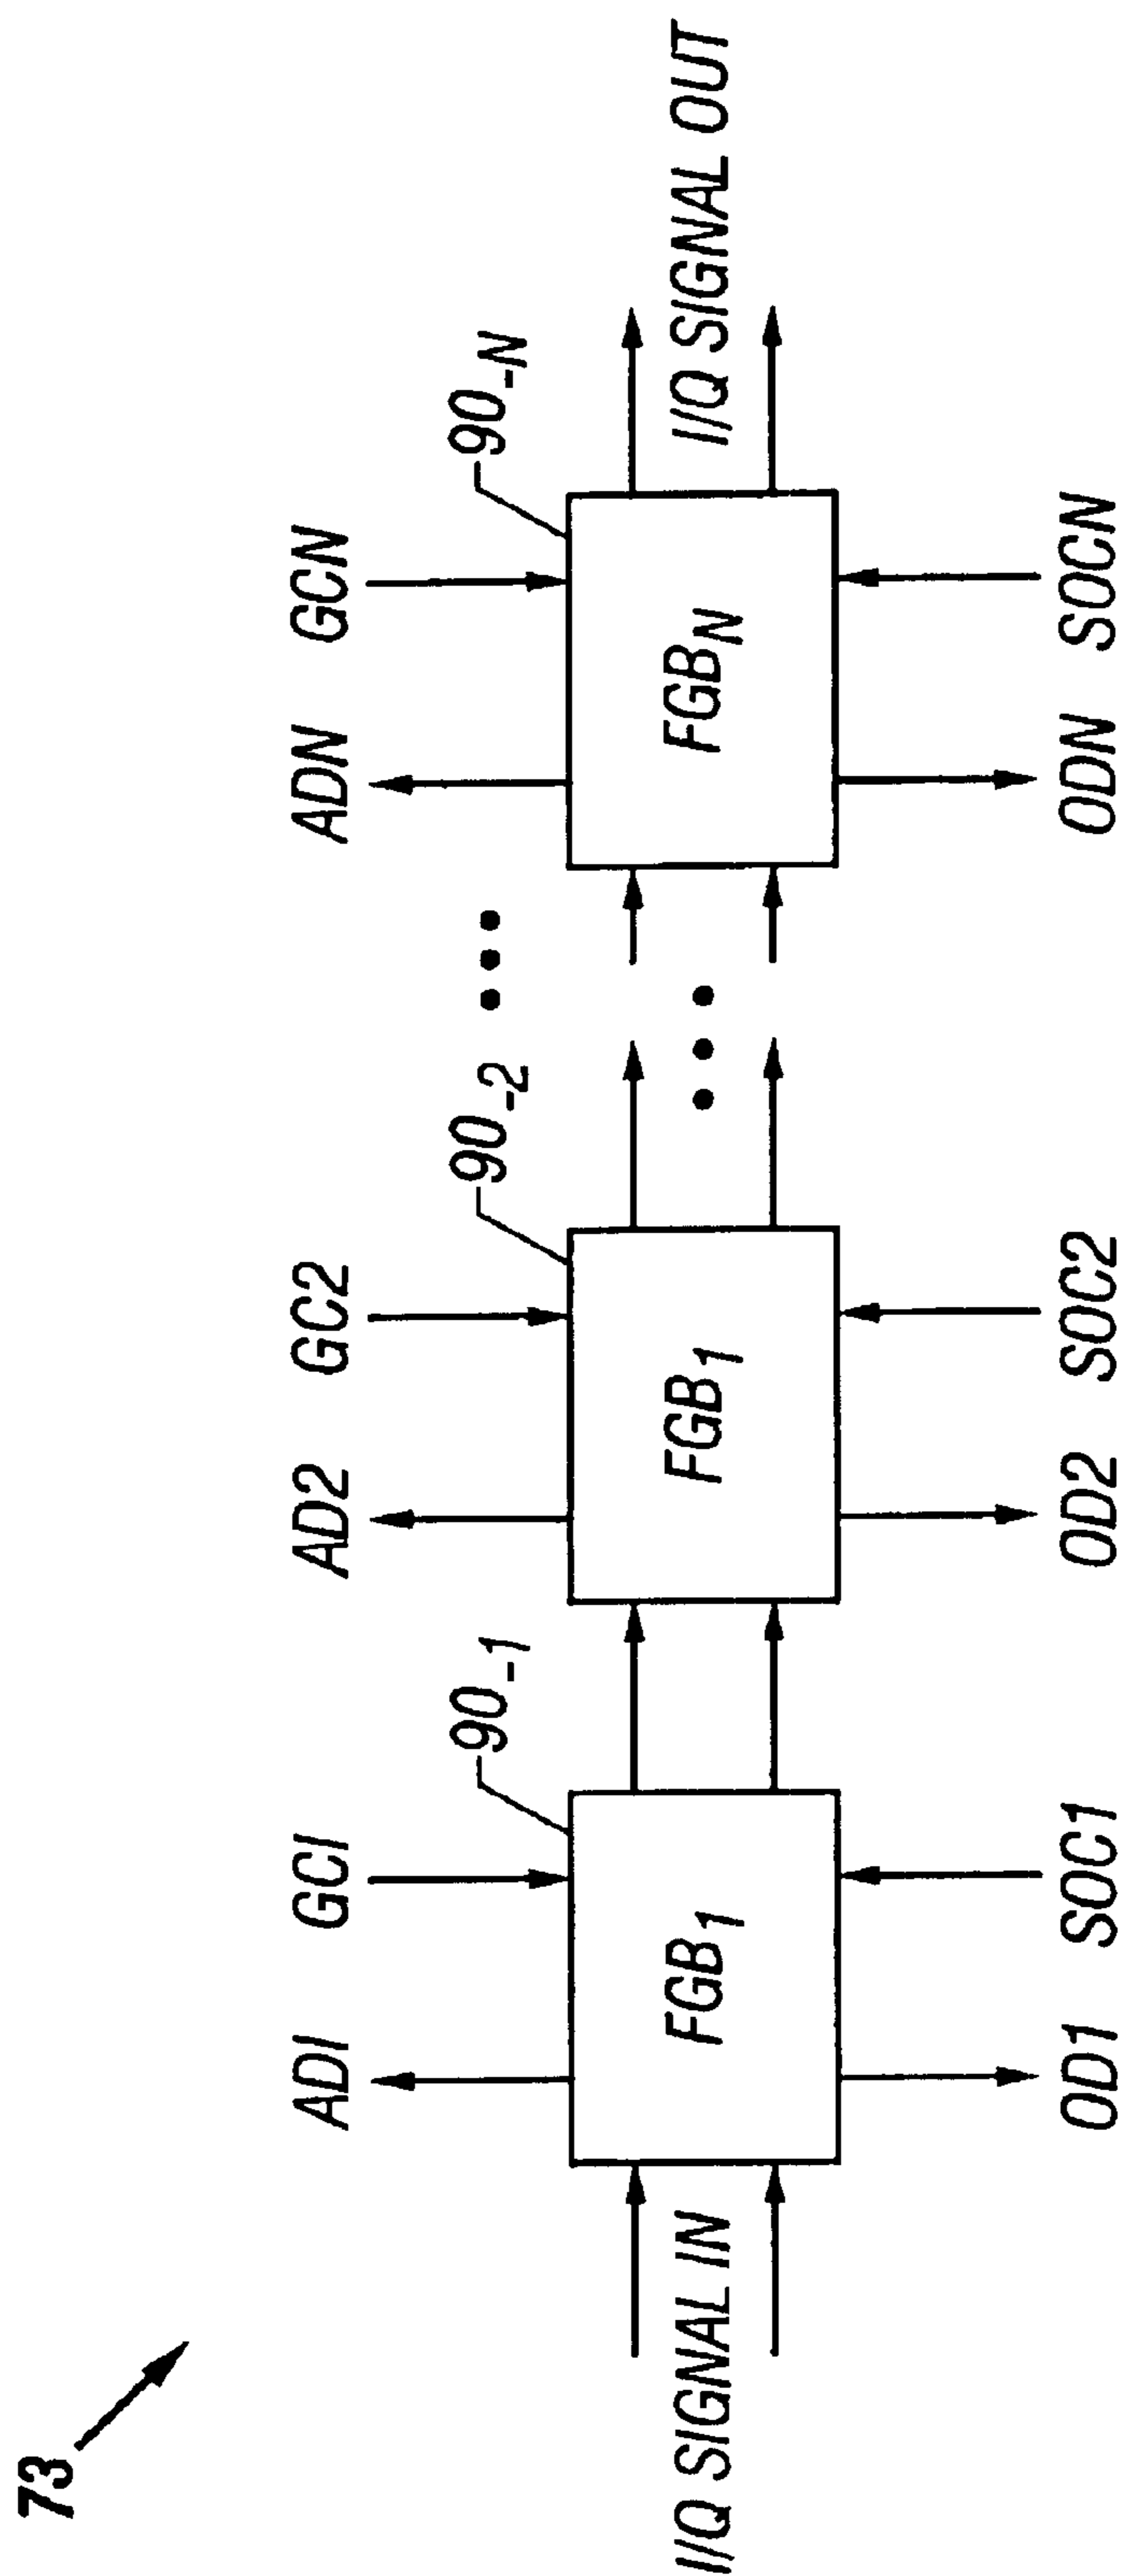 73
ADI GCI AD2 GC2 ADN GCN
90-1 90-2 ••• 90-N
I/Q SIGNAL IN FGB1 FGB1 ••• FGBN I/Q SIGNAL OUT
OD1 SOC1 OD2 SOC2 ODN SOCN